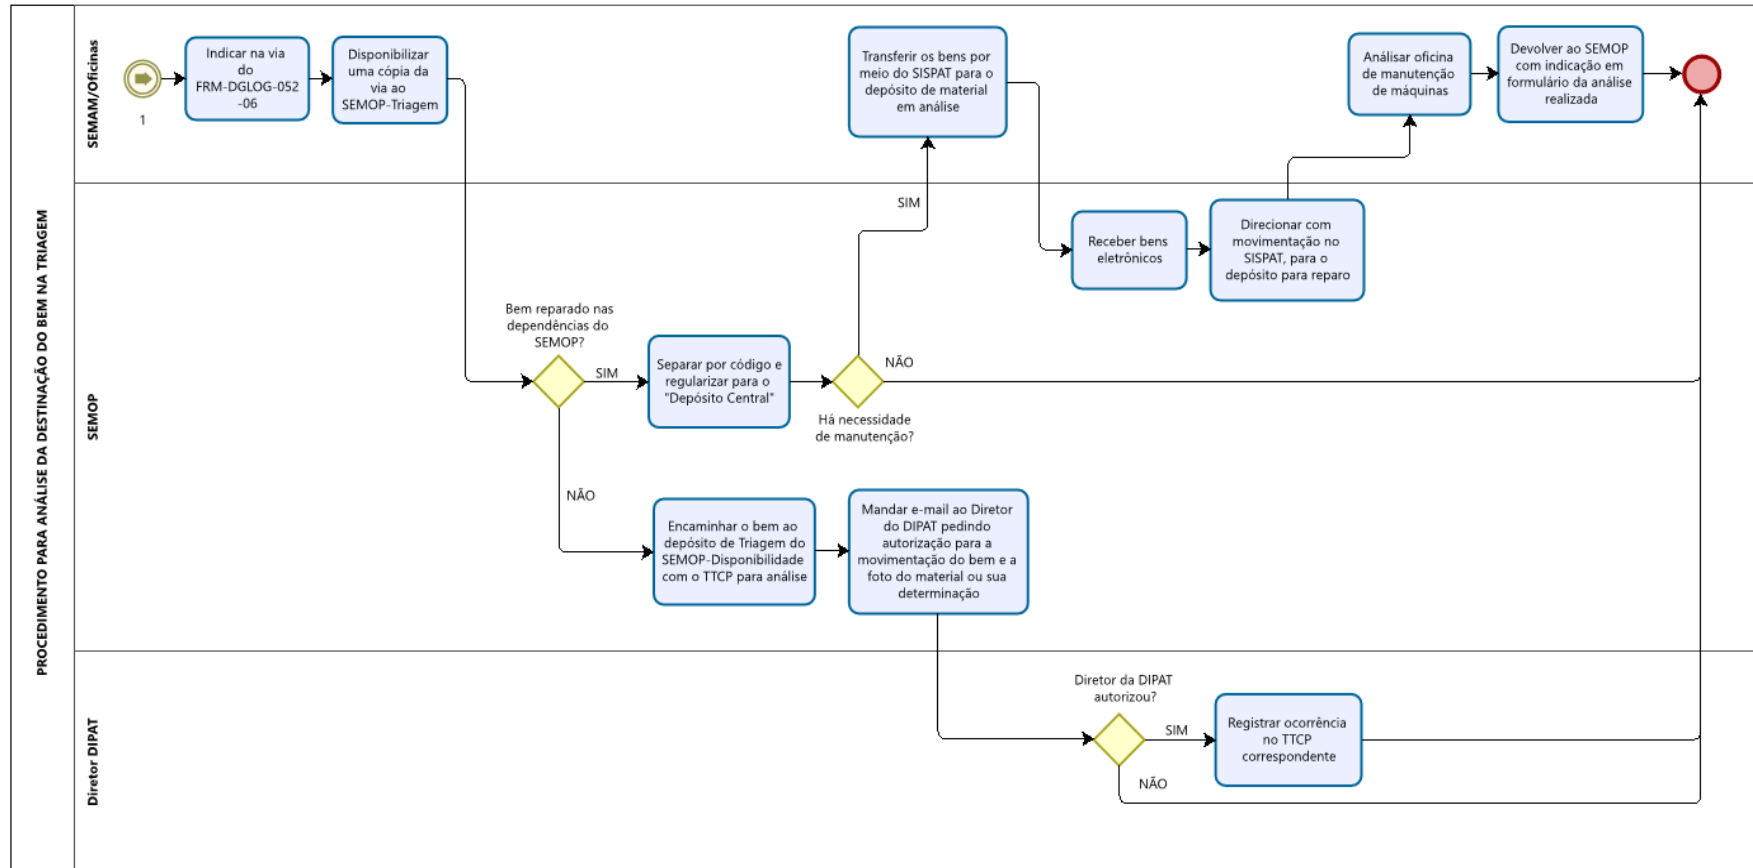 PROCEDIMENTO PARA ANÁLISE DA DESTINAÇÃO DO BEM NA TRIAGEM
SEMAM/Oficinas
1
Indicar na via
do
FRM-DGLOG-052
-06
Disponibilizar
uma cópia da
via ao
SEMOP-Triagem
Transferir os bens por
meio do SISPAT para o
depósito de material
em análise
Análisar oficina
de manutenção
de máquinas
Devolver ao SEMOP
com indicação em
formulário da análise
realizada
SEMOP
SIM
Receber bens
eletrônicos
Direcionar com
movimentação no
SISPAT, para o
depósito para reparo
Bem reparado nas
dependências do
SEMOP?
SIM
Separar por código e
regularizar para o
"Depósito Central"
NÃO
Há necessidade
de manutenção?
NÃO
Encaminhar o bem ao
depósito de Triagem do
SEMOP-Disponibilidade
com o TTCP para análise
Mandar e-mail ao Diretor
do DIPAT pedindo
autorização para a
movimentação do bem e a
foto do material ou sua
determinação
Diretor DIPAT
Diretor da DIPAT
autorizou?
SIM
Registrar ocorrência
no TTCP
correspondente
NÃO